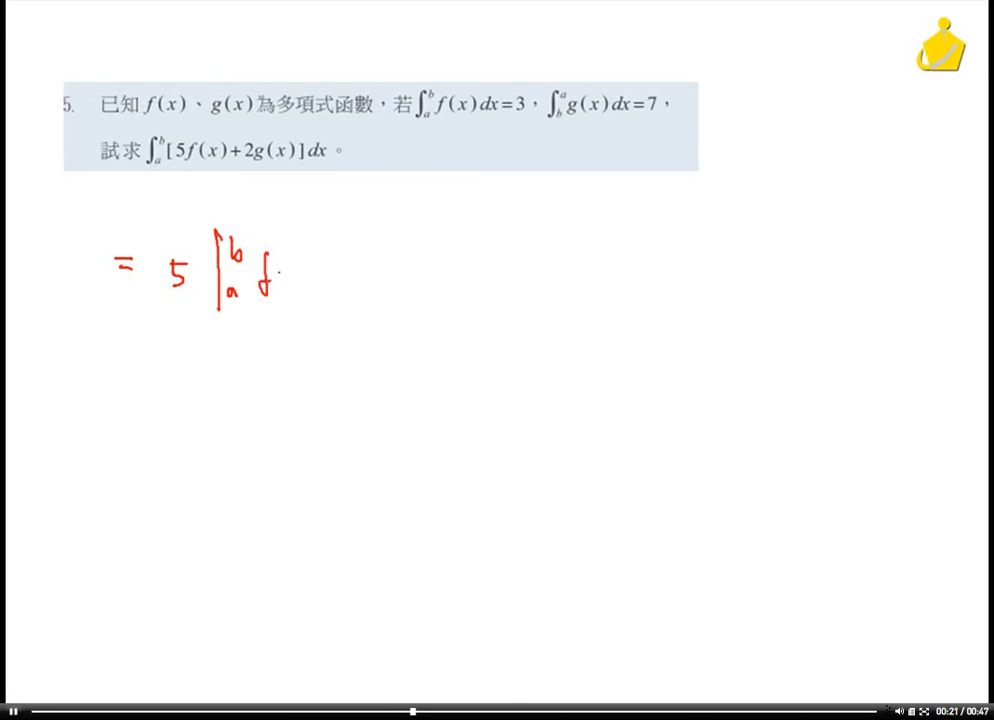 5. 已知 f(x)、g(x)為多項式函數，若∫_a^b f(x)dx=3，∫_b^a g(x)dx=7，
試求∫_a^b [5f(x)+2g(x)]dx。
= 5 ∫_a^b f
00:21 / 00:47